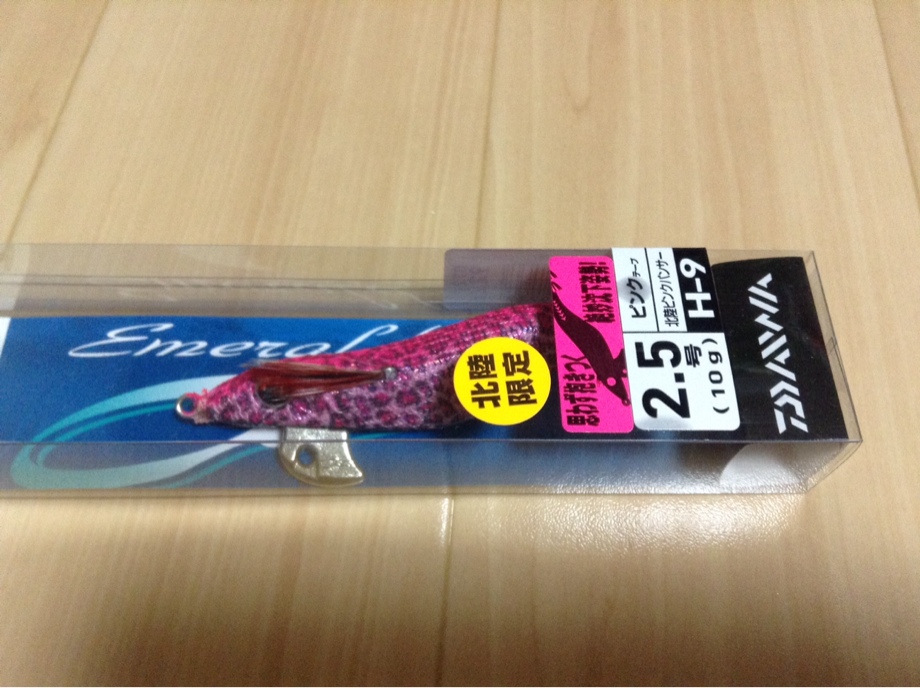 Emeral
北陸
限定
思わず抱きつく
絶妙沈下姿勢!
ピンクテープ
北陸ピンクパンサー
H-9
2.5号
(10g)
DAIWA